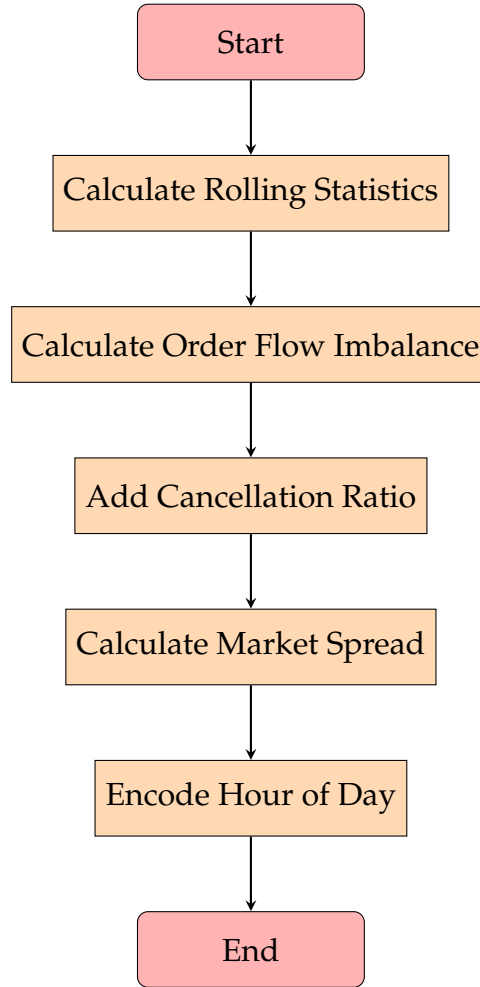 Start
Calculate Rolling Statistics
Calculate Order Flow Imbalance
Add Cancellation Ratio
Calculate Market Spread
Encode Hour of Day
End